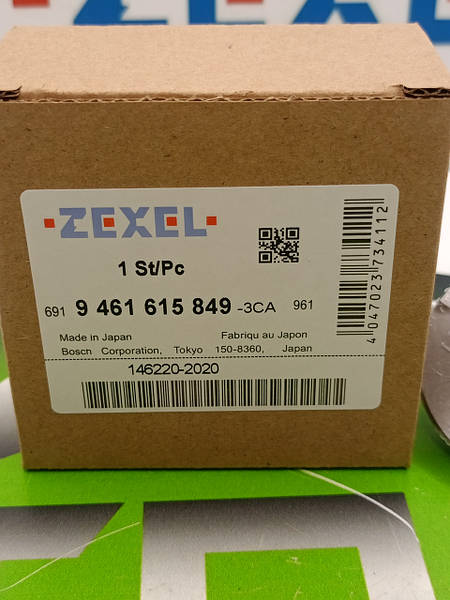 ZEXEL
1 St/Pc
691 9 461 615 849 -3CA 961
Made in Japan Fabriqu au Japon
Bosch Corporation, Tokyo 150-8360, Japan
146220-2020
4 047023 734112